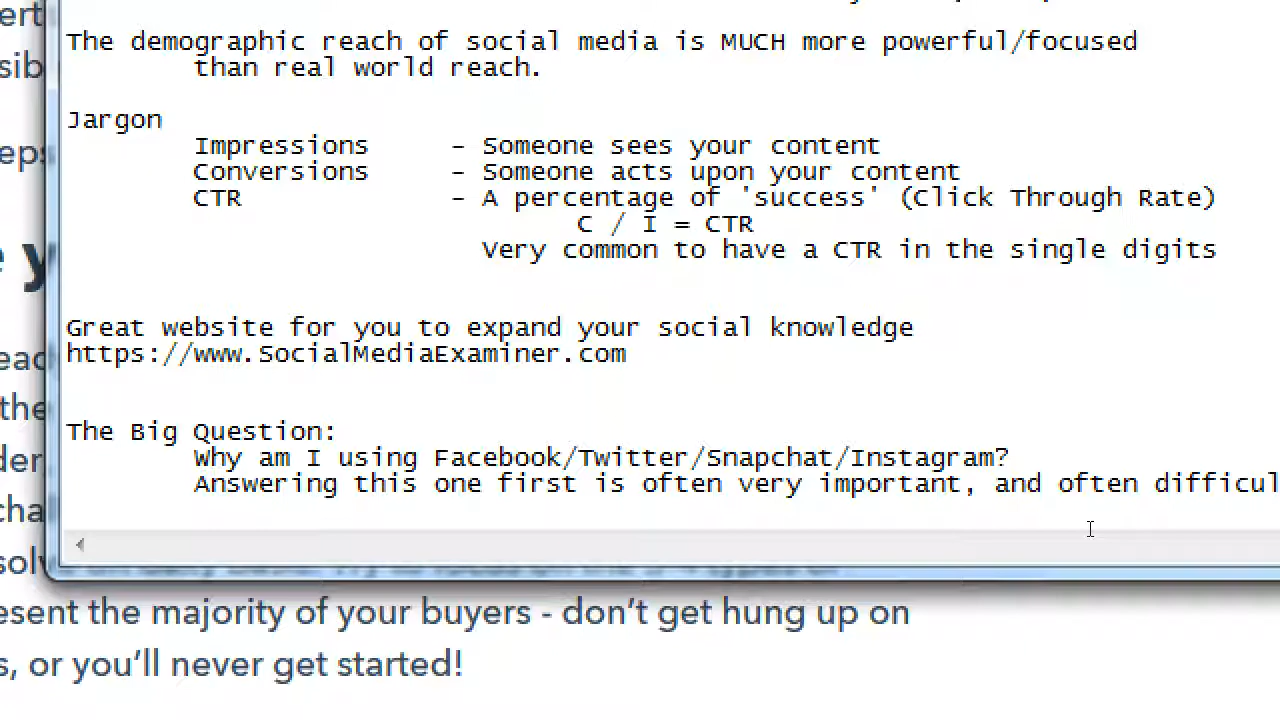 The demographic reach of social media is MUCH more powerful/focused
than real world reach.
Jargon
Impressions - Someone sees your content
Conversions - Someone acts upon your content
CTR - A percentage of 'success' (Click Through Rate)
C / I = CTR
Very common to have a CTR in the single digits
Great website for you to expand your social knowledge
https://www.SocialMediaExaminer.com
The Big Question:
Why am I using Facebook/Twitter/Snapchat/Instagram?
Answering this one first is often very important, and often difficul
esent the majority of your buyers - don’t get hung up on
s, or you’ll never get started!